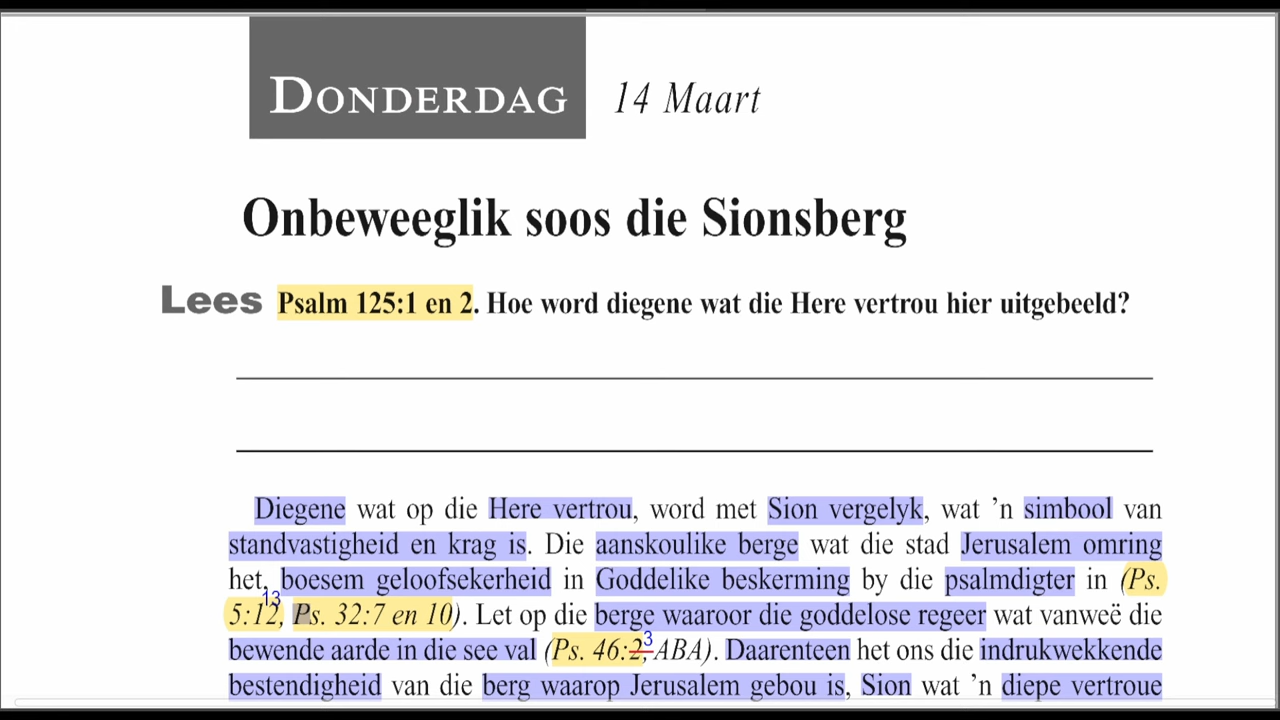 DONDERDAG 14 Maart
Onbeweeglik soos die Sionsberg
Lees Psalm 125:1 en 2. Hoe word diegene wat die Here vertrou hier uitgebeeld?
Diegene wat op die Here vertrou, word met Sion vergelyk, wat ’n simbool van
standvastigheid en krag is. Die aanskoulike berge wat die stad Jerusalem omring
het, boesem geloofsekerheid in Goddelike beskerming by die psalmdigter in (Ps.
13
5:12, Ps. 32:7 en 10). Let op die berge waaroor die goddelose regeer wat vanweë die
3
bewende aarde in die see val (Ps. 46:2, ABA). Daarenteen het ons die indrukwekkende
bestendigheid van die berg waarop Jerusalem gebou is, Sion wat ’n diepe vertroue